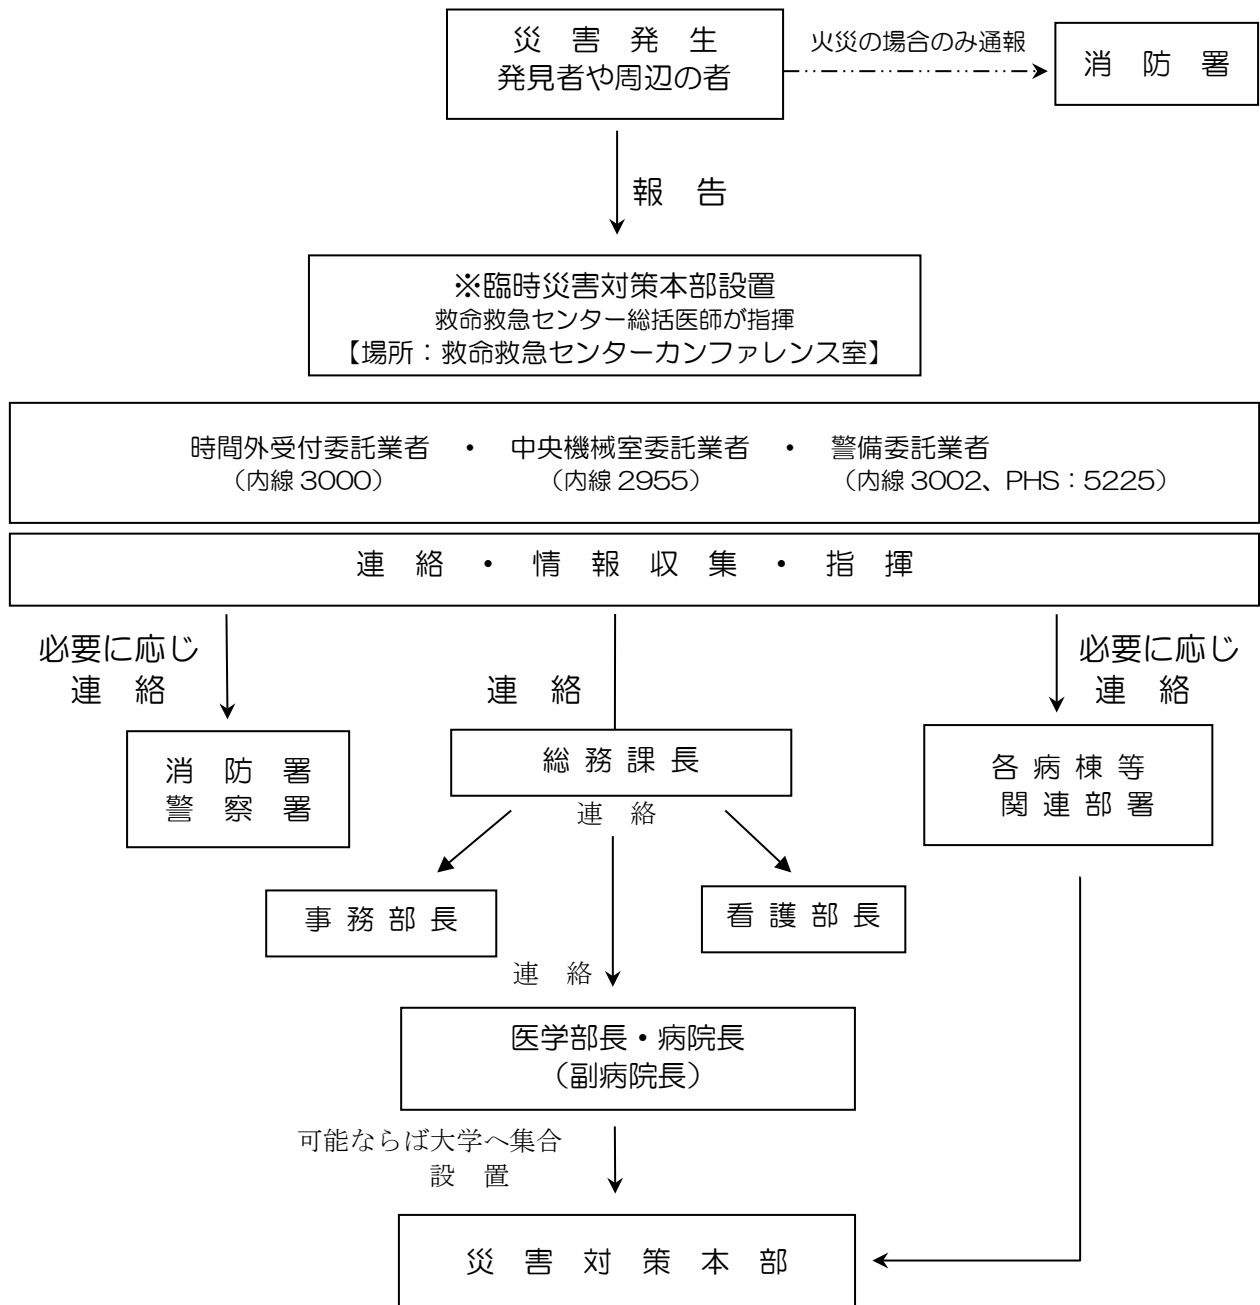 災　害　発　生
発見者や周辺の者
火災の場合のみ通報
消　防　署
報　告
※臨時災害対策本部設置
救命救急センター総括医師が指揮
【場所：救命救急センターカンファレンス室】
時間外受付委託業者　・　中央機械室委託業者　・　警備委託業者
（内線 3000）　（内線 2955）　（内線 3002、PHS：5225）
連　絡　・　情　報　収　集　・　指　揮
必要に応じ
連　絡
連　絡
必要に応じ
連　絡
消　防　署
警　察　署
総 務 課 長
各 病 棟 等
関 連 部 署
連　絡
事 務 部 長
看 護 部 長
連　絡
医学部長・病院長
（副病院長）
可能ならば大学へ集合
設　置
災　害　対　策　本　部